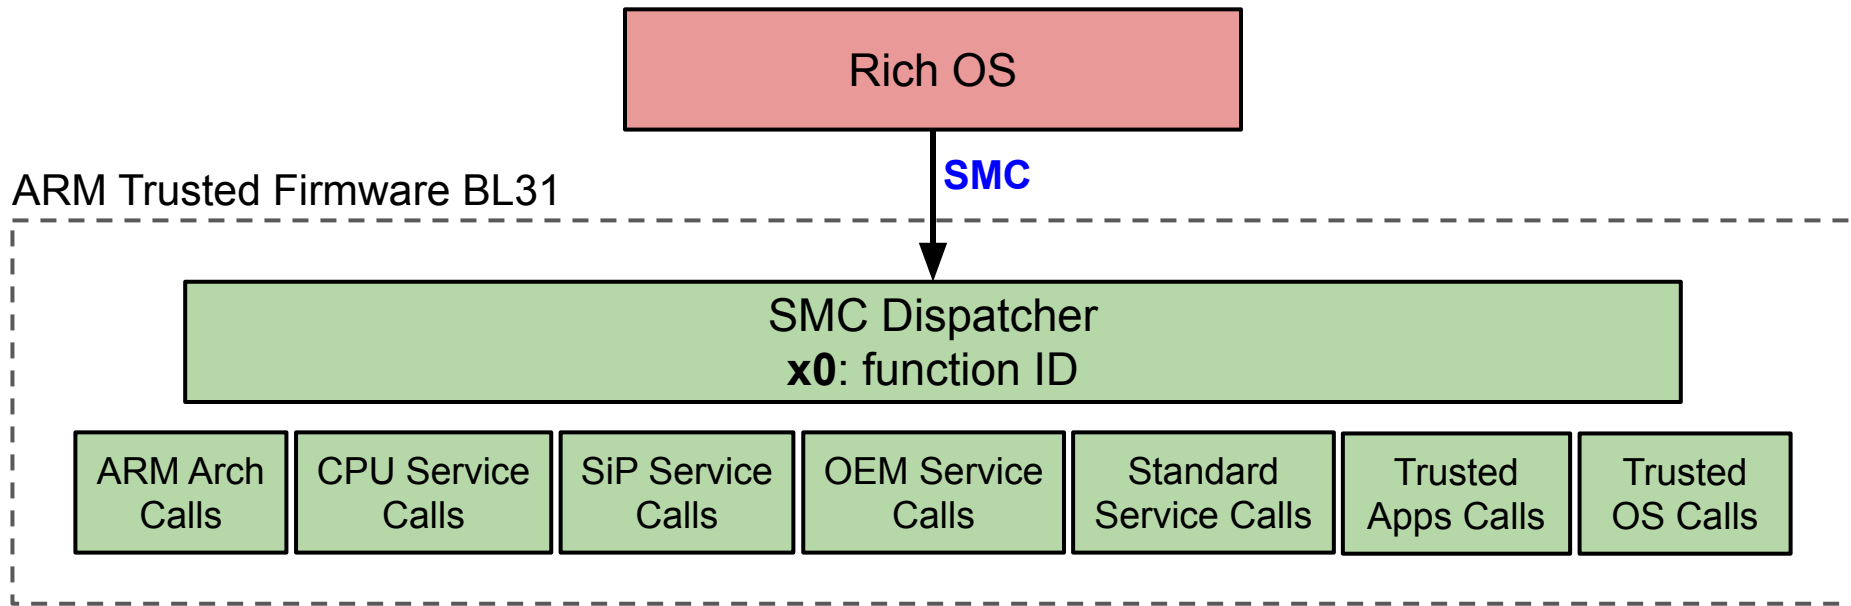 Rich OS
SMC
ARM Trusted Firmware BL31
SMC Dispatcher
x0: function ID
ARM Arch
Calls
CPU Service
Calls
SiP Service
Calls
OEM Service
Calls
Standard
Service Calls
Trusted
Apps Calls
Trusted
OS Calls